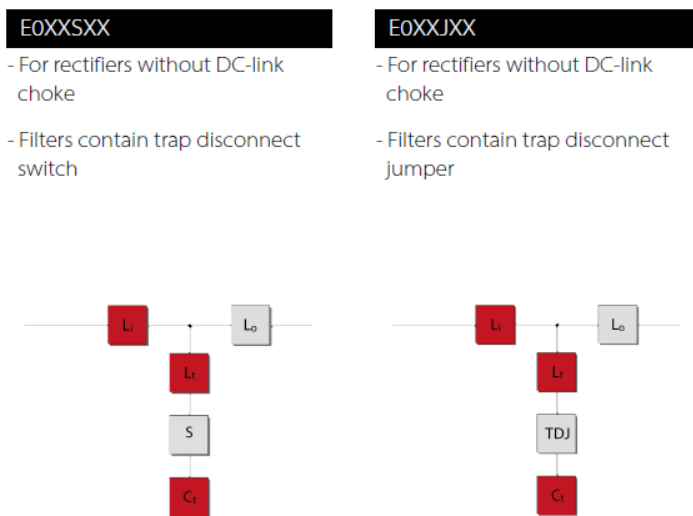 E0XXSXX
- For rectifiers without DC-link
choke
- Filters contain trap disconnect
switch
E0XXJXX
- For rectifiers without DC-link
choke
- Filters contain trap disconnect
jumper
Li Lo
Lt
S
Ct
Li Lo
Lt
TDJ
Ct